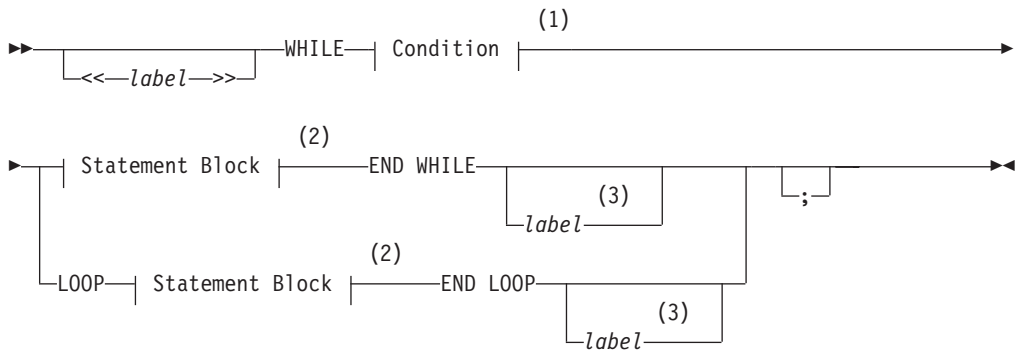 (1)
WHILE Condition
<< label >>
(2)
Statement Block END WHILE
(3)
;
label
(2)
LOOP Statement Block END LOOP
(3)
label